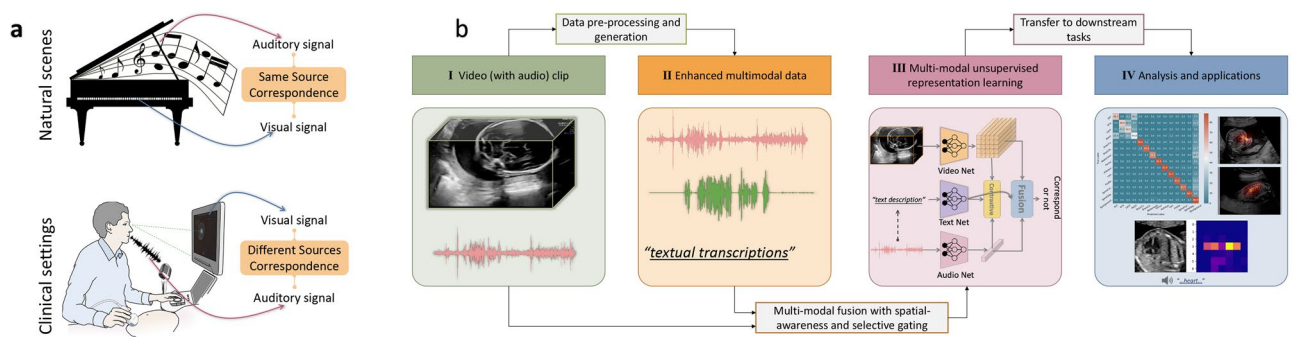 a
Natural scenes
Auditory signal
Same Source
Correspondence
Visual signal
Clinical settings
Visual signal
Different Sources
Correspondence
Auditory signal
b
Data pre-processing and
generation
Transfer to downstream
tasks
I Video (with audio) clip
II Enhanced multimodal data
III Multi-modal unsupervised
representation learning
IV Analysis and applications
"textual transcriptions"
Video Net
"text description"
Text Net
Audio Net
Contrastive
Fusion
Correspond
or not
"...heart..."
Multi-modal fusion with spatial-
awareness and selective gating